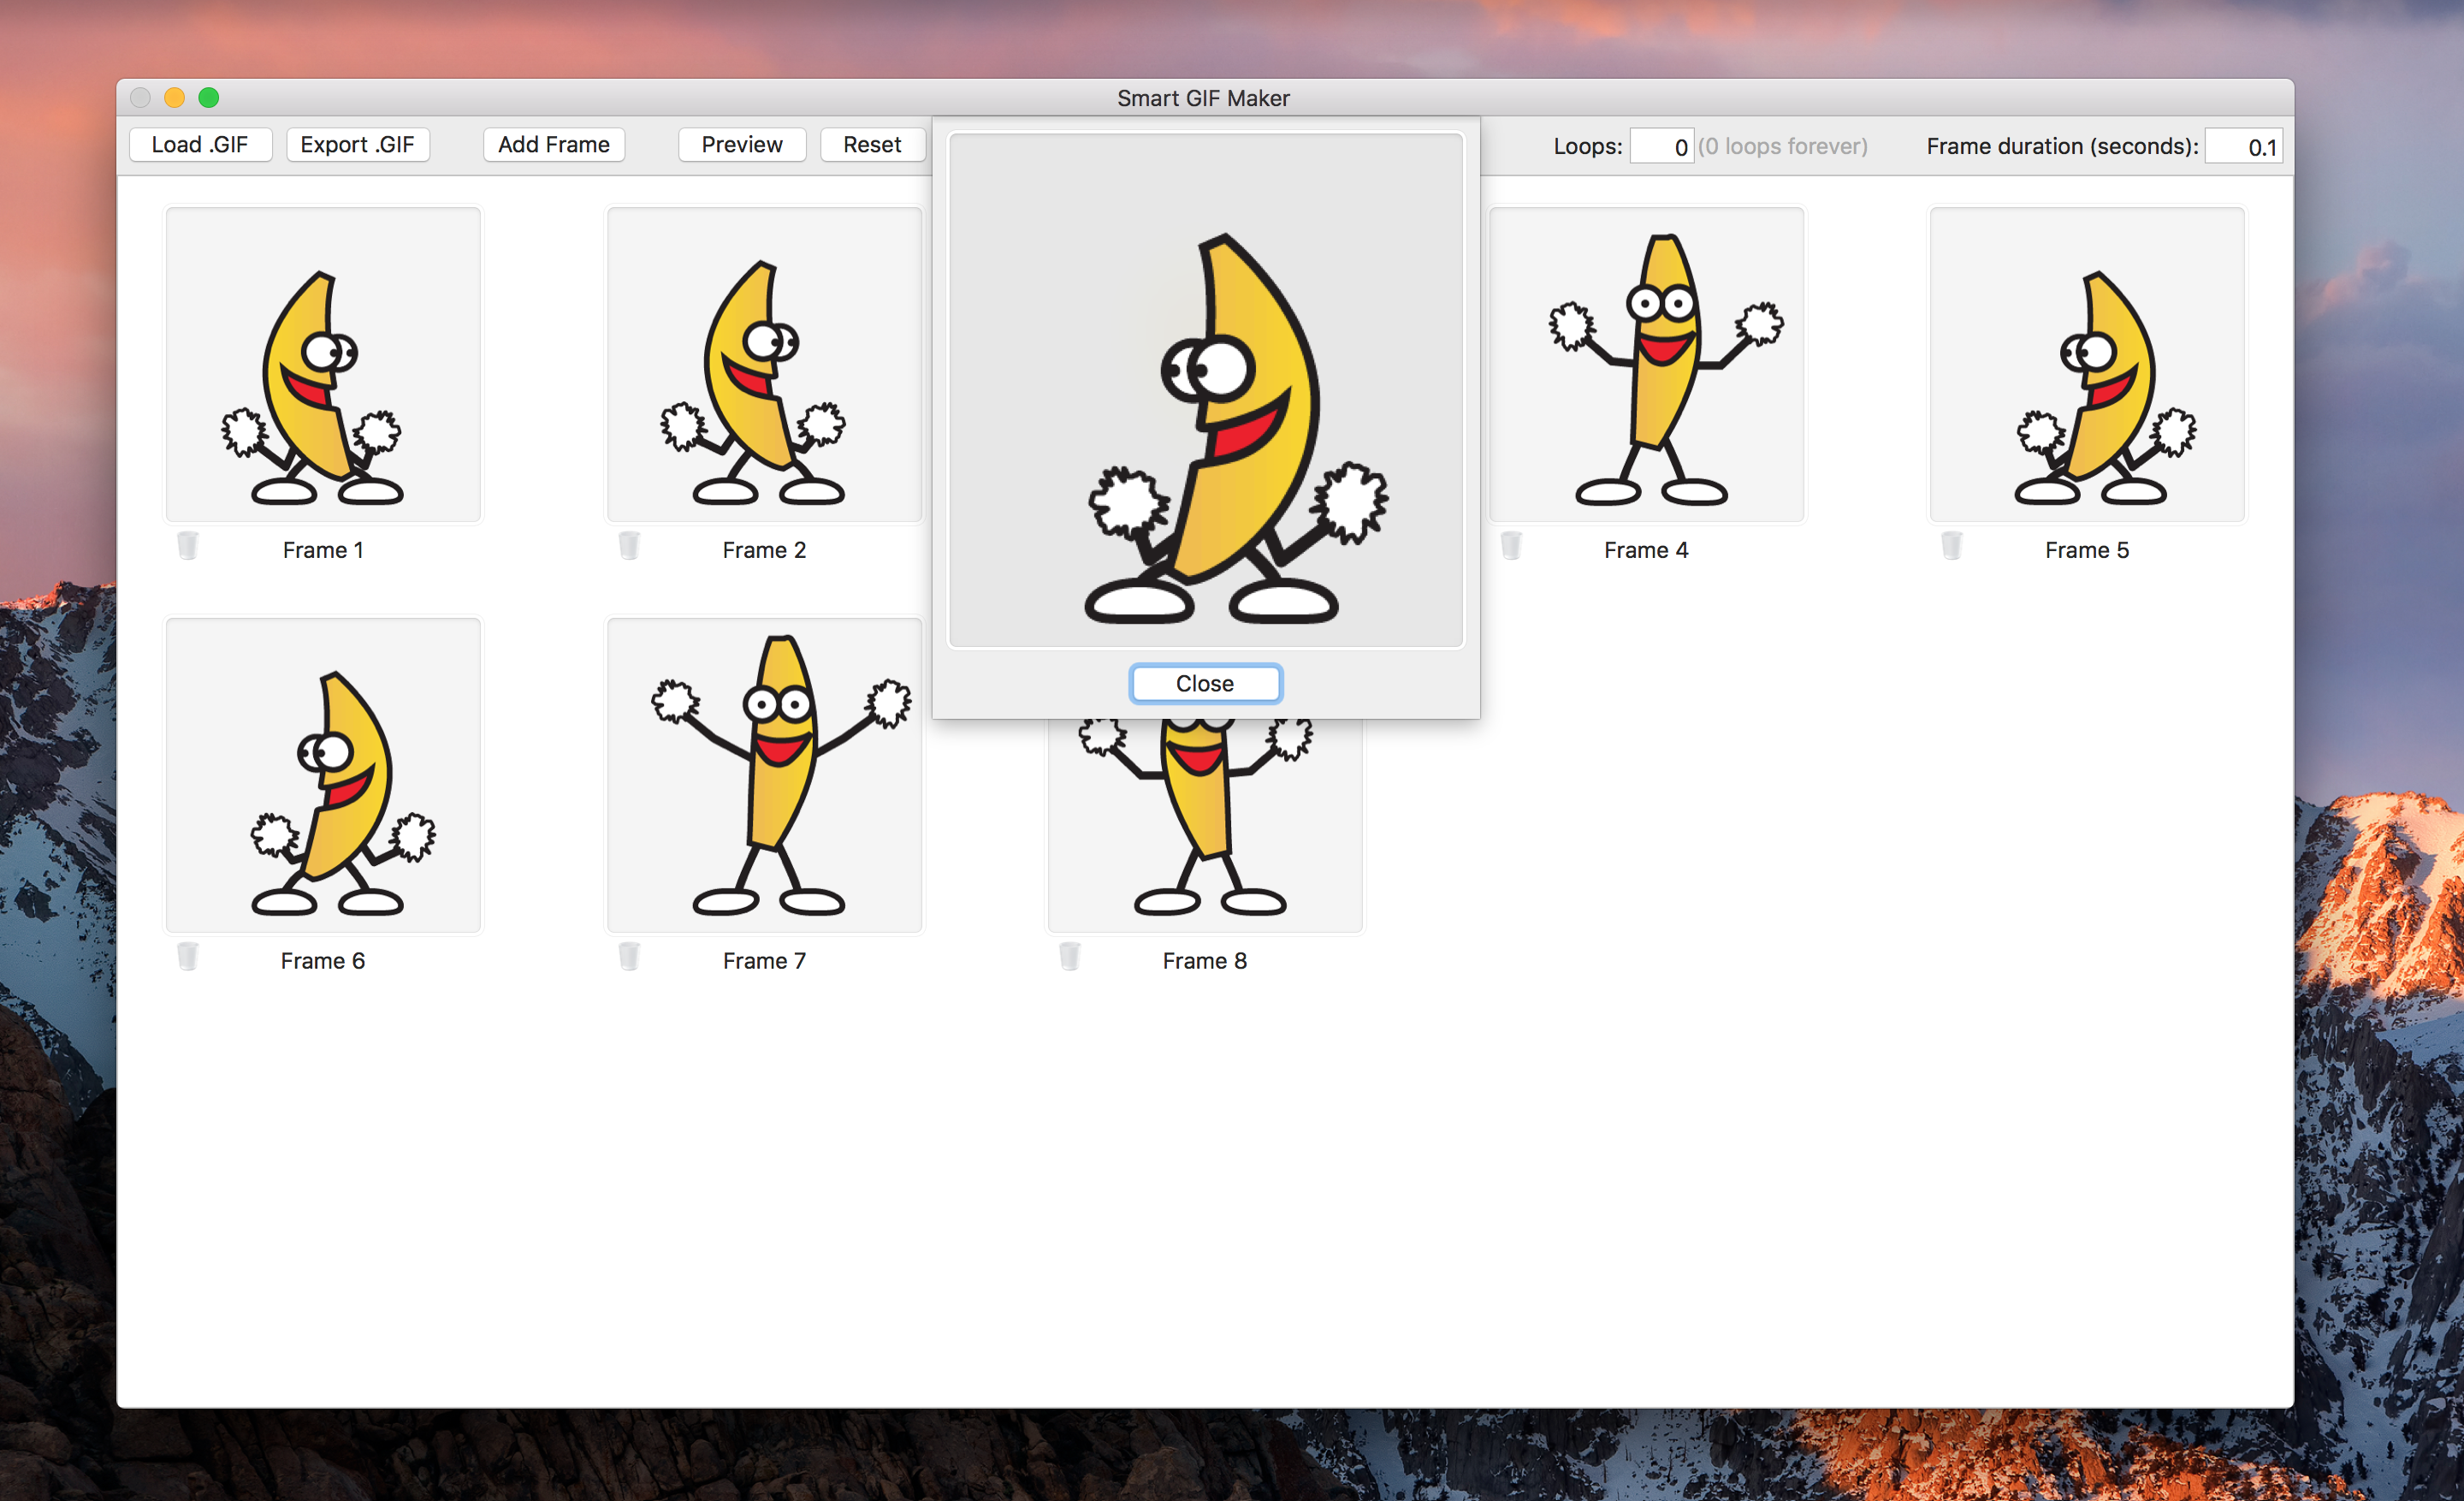 Smart GIF Maker
Load .GIF Export .GIF Add Frame Preview Reset Loops: 0 (0 loops forever) Frame duration (seconds): 0.1
Frame 1 Frame 2 Frame 4 Frame 5
Close
Frame 6 Frame 7 Frame 8